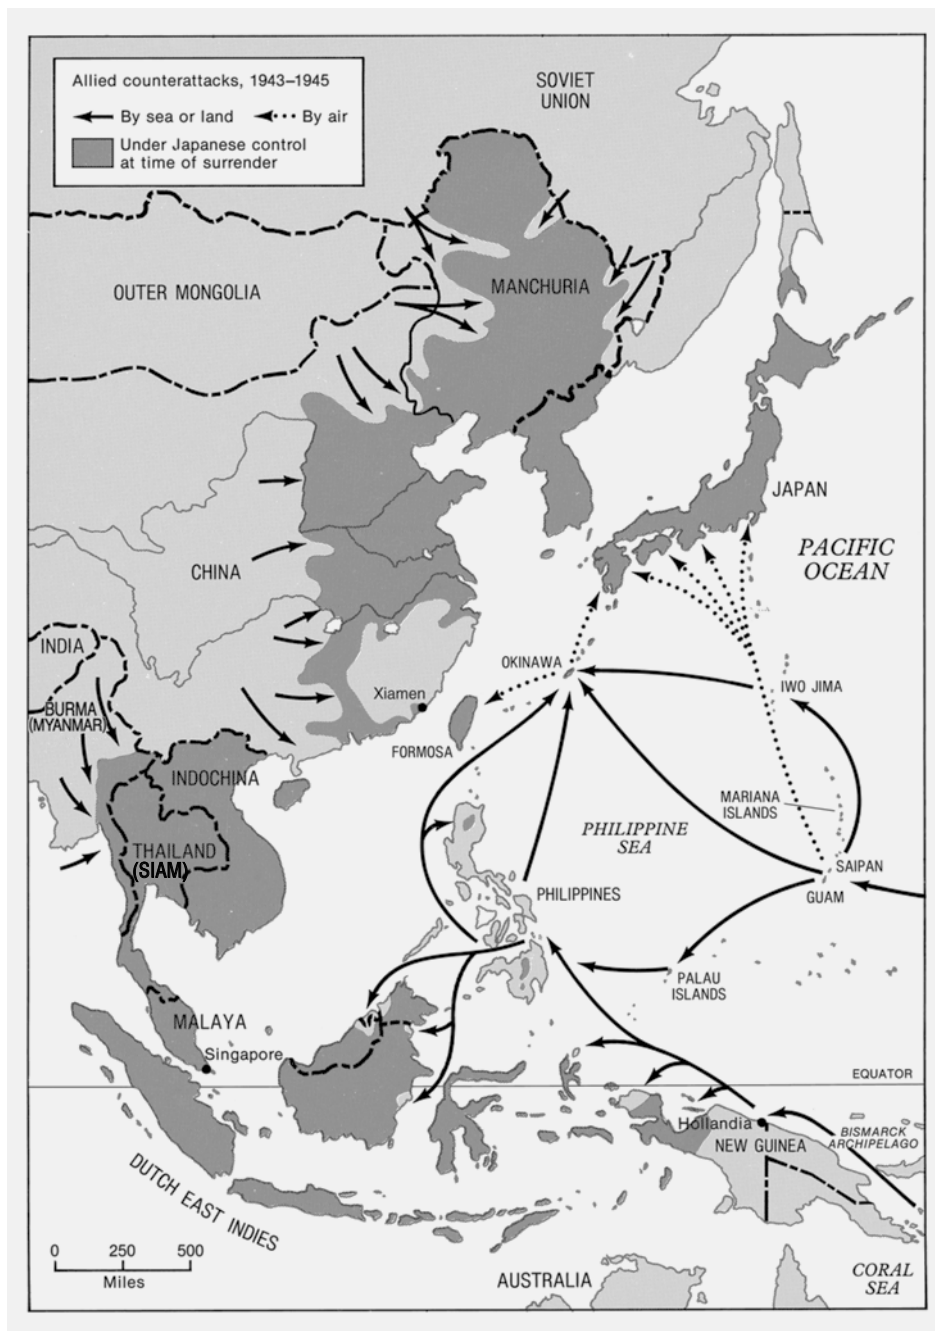 Allied counterattacks, 1943–1945
By sea or land
By air
Under Japanese control
at time of surrender
SOVIET
UNION
OUTER MONGOLIA
MANCHURIA
JAPAN
PACIFIC
OCEAN
CHINA
INDIA
OKINAWA
IWO JIMA
Xiamen
BURMA
(MYANMAR)
FORMOSA
INDOCHINA
MARIANA
ISLANDS
PHILIPPINE
SEA
THAILAND
(SIAM)
SAIPAN
PHILIPPINES
GUAM
PALAU
ISLANDS
MALAYA
Singapore
EQUATOR
Hollandia
BISMARCK
ARCHIPELAGO
NEW GUINEA
DUTCH EAST INDIES
0 250 500
Miles
AUSTRALIA
CORAL
SEA